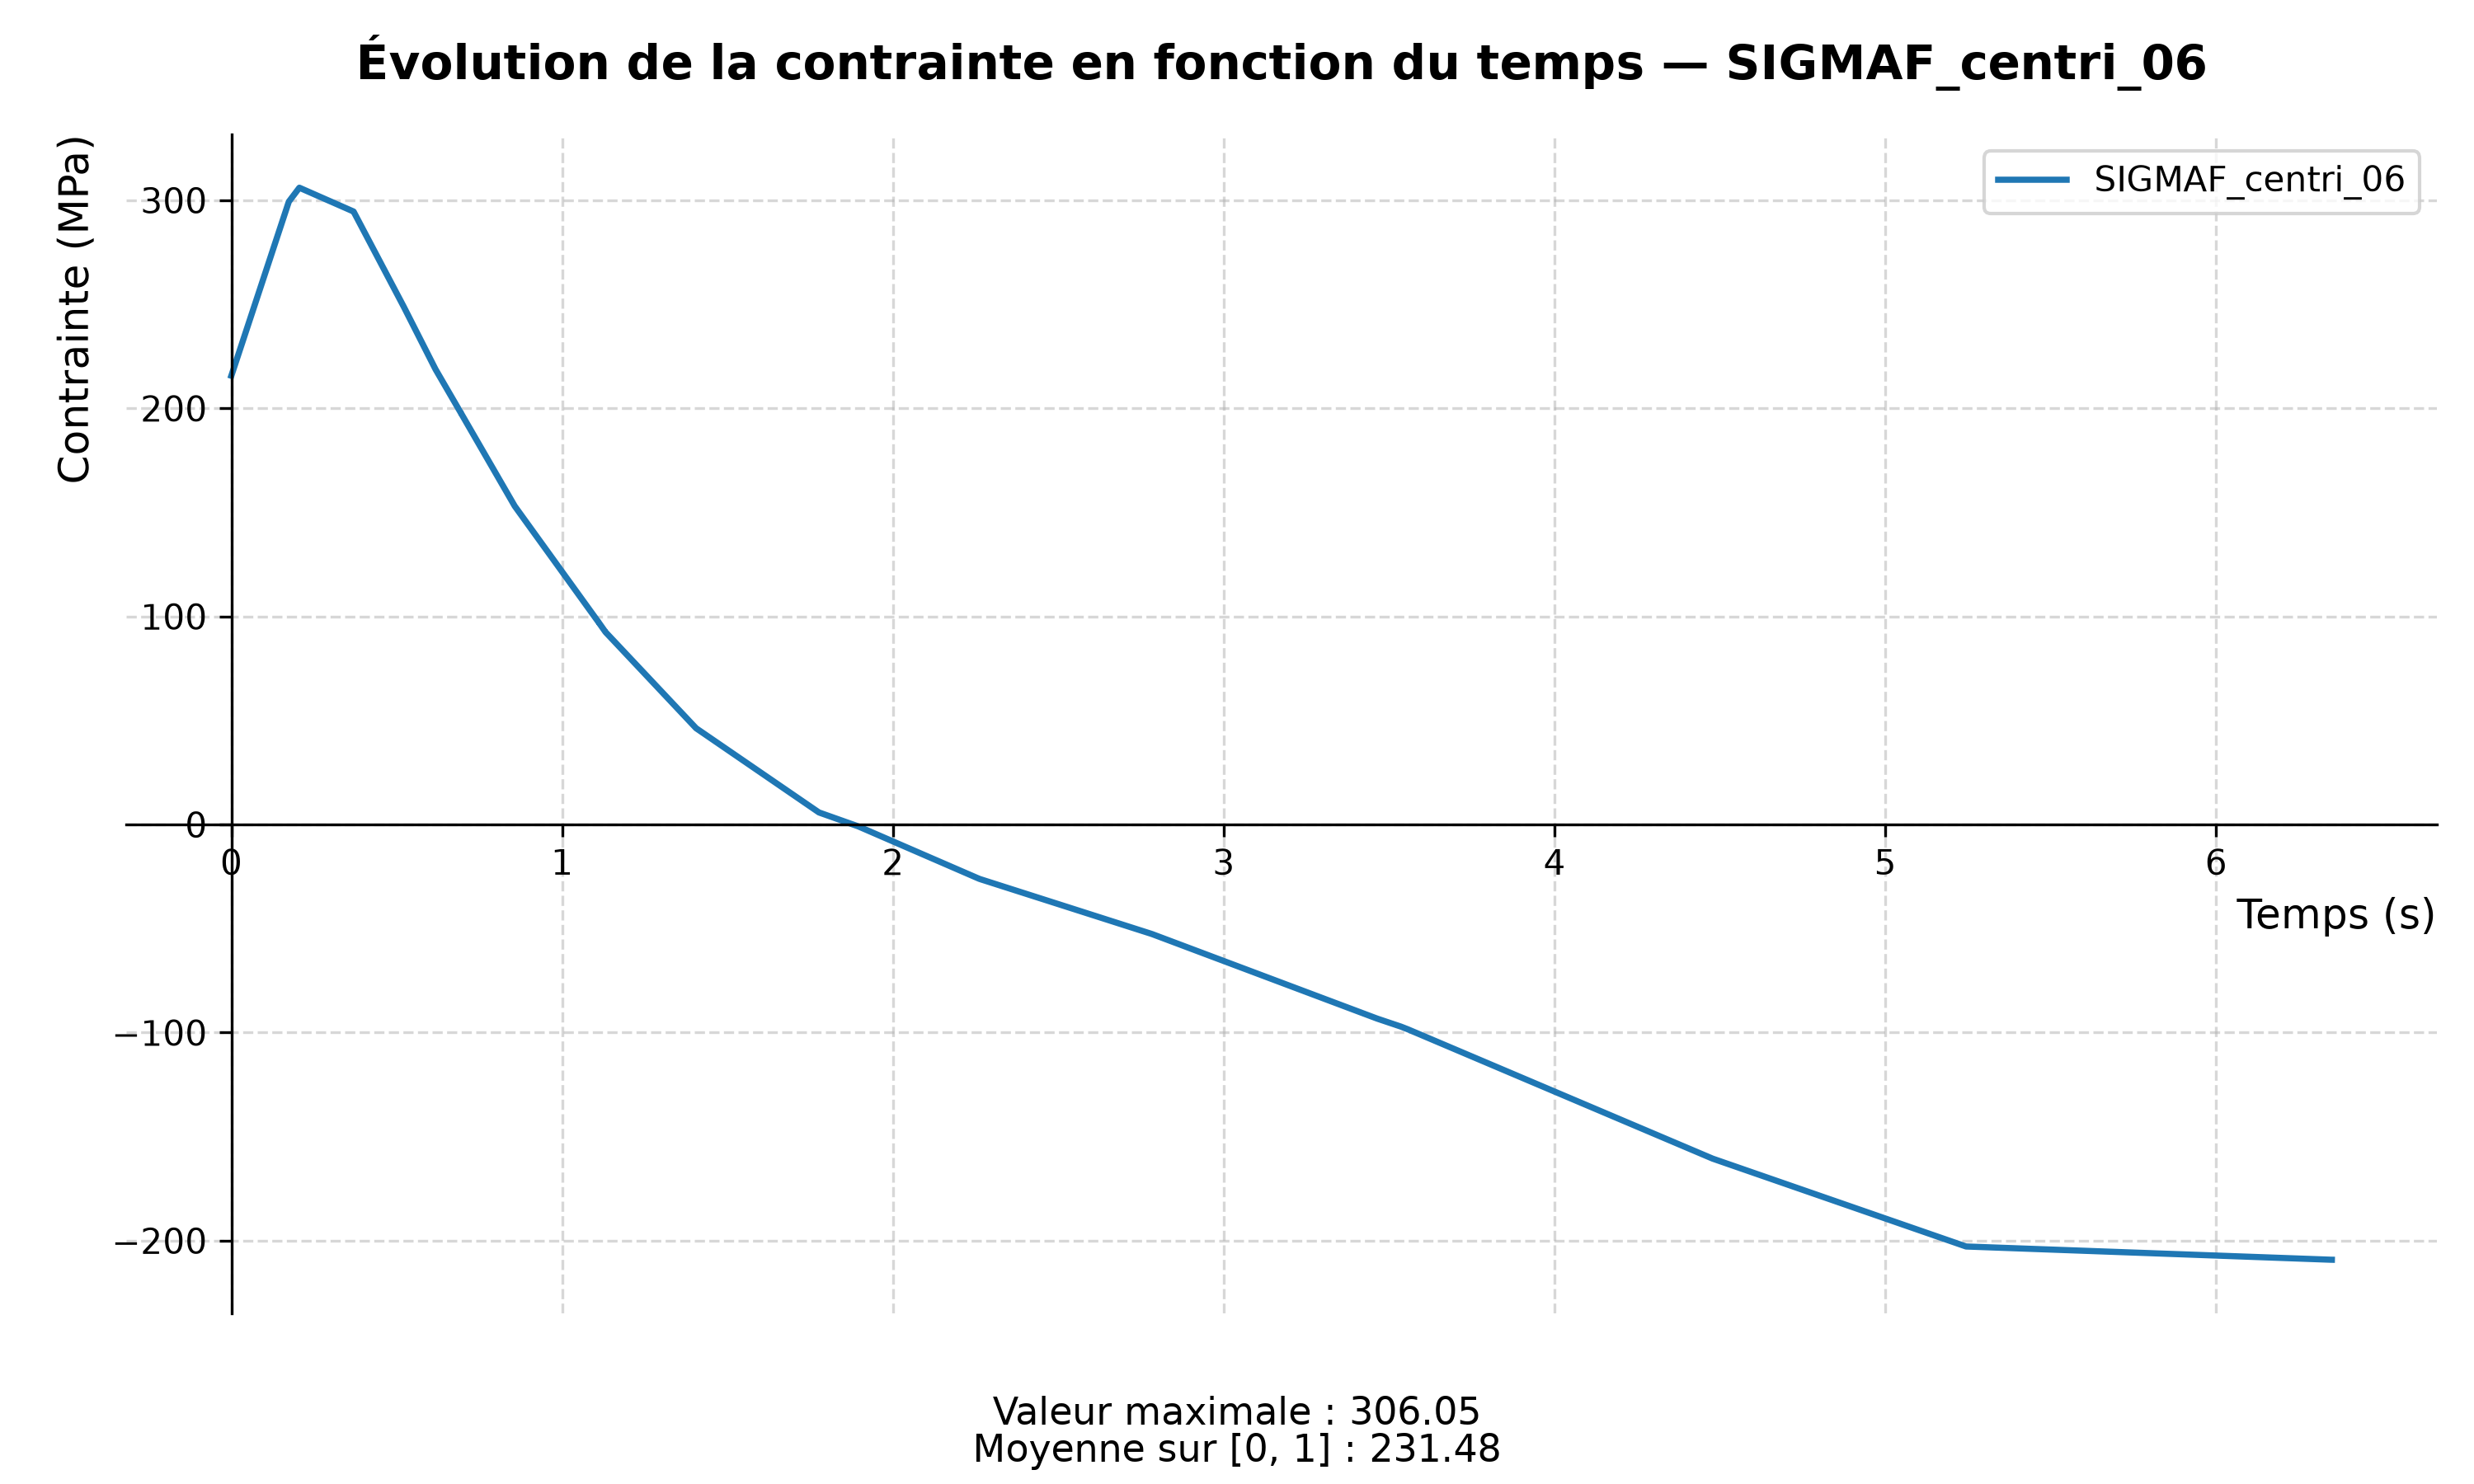 Évolution de la contrainte en fonction du temps — SIGMAF_centri_06
Contrainte (MPa)
SIGMAF_centri_06
300
200
100
0
−100
−200
0 1 2 3 4 5 6
Temps (s)
Valeur maximale : 306.05
Moyenne sur [0, 1] : 231.48